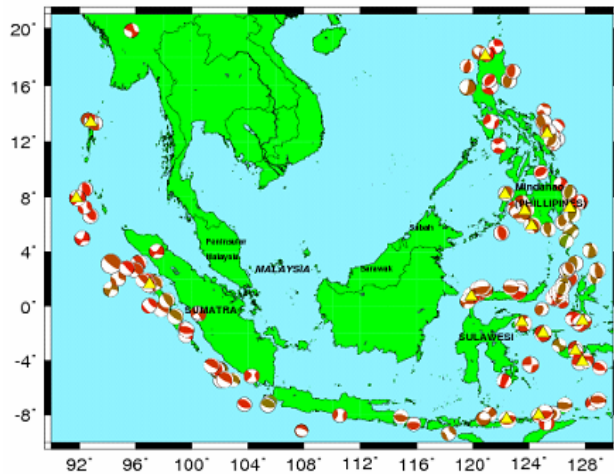 20°
16°
12°
8°
4°
0°
-4°
-8°
Mindanao
(PHILLIPINES)
Sabah
Peninsular
Malaysia
MALAYSIA
Sarawak
SUMATRA
SULAWESI
92° 96° 100° 104° 108° 112° 116° 120° 124° 128°